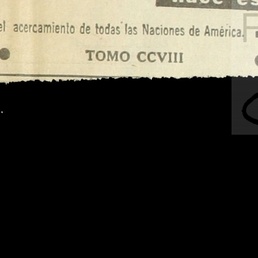 el acercamiento de todas las Naciones de América.
TOMO CCVIII